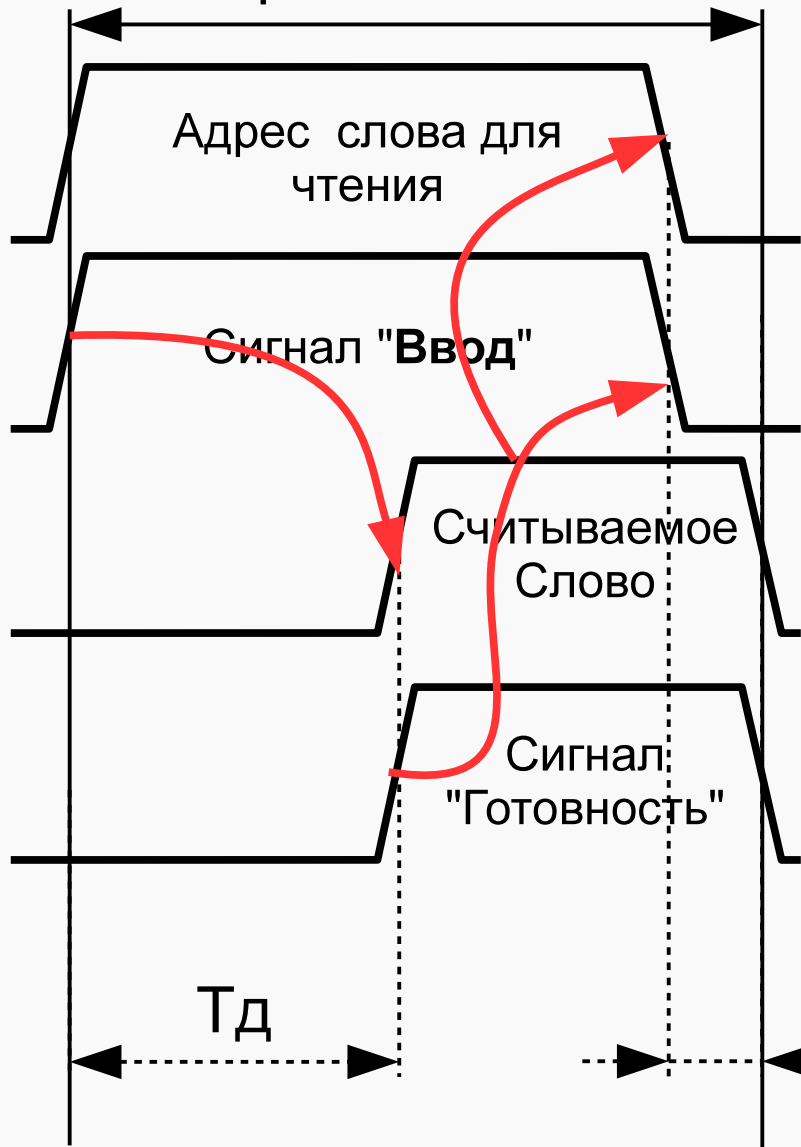 Адрес слова для
чтения
Сигнал "Ввод"
Считываемое
Слово
Сигнал
"Готовность"
Тд